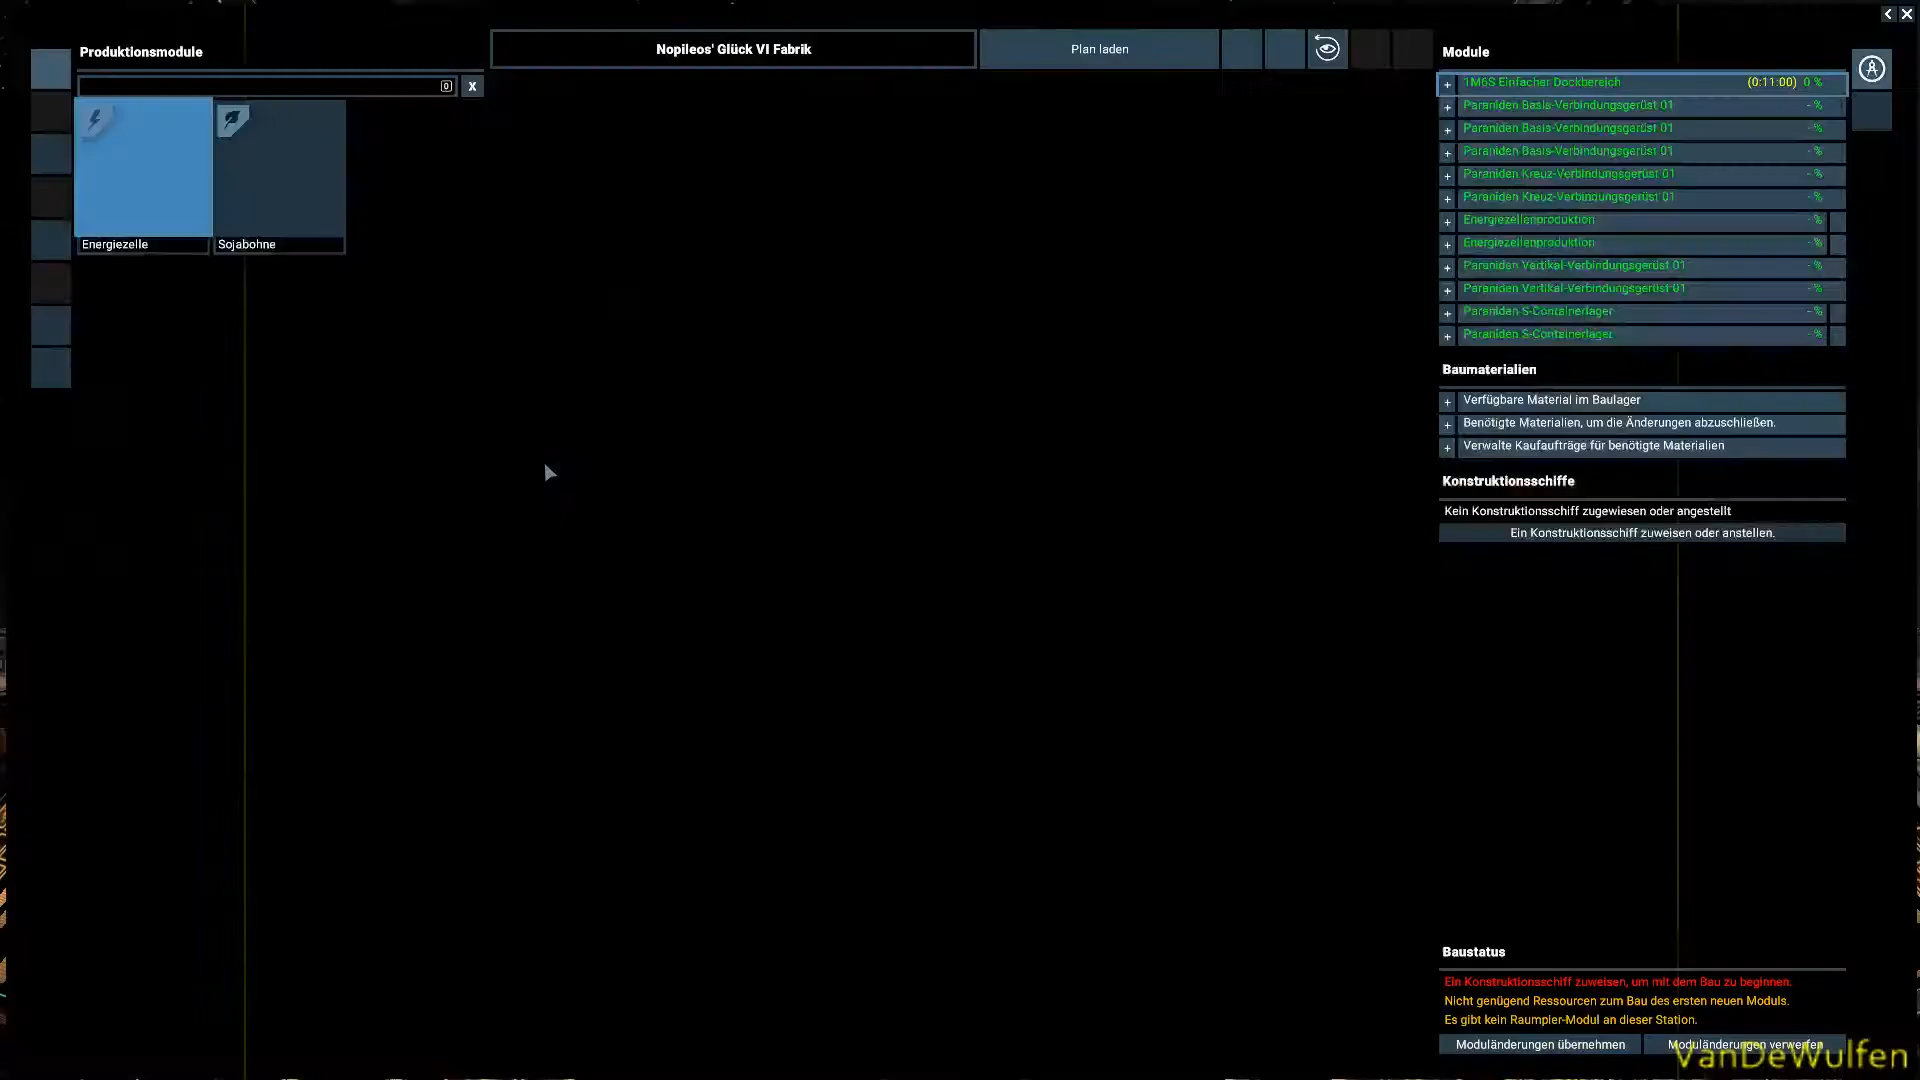 Produktionsmodule
Nopileos' Glück VI Fabrik
Plan laden
X
Energiezelle
Sojabohne
Module
1M6S Einfacher Dockbereich (0:11:00) 0 %
Paraniden Basis-Verbindungsgerüst 01 - %
Paraniden Basis-Verbindungsgerüst 01 - %
Paraniden Basis-Verbindungsgerüst 01 - %
Paraniden Kreuz-Verbindungsgerüst 01 - %
Paraniden Kreuz-Verbindungsgerüst 01 - %
Energiezellenproduktion - %
Energiezellenproduktion - %
Paraniden Vertikal-Verbindungsgerüst 01 - %
Paraniden Vertikal-Verbindungsgerüst 01 - %
Paraniden S-Containerlager - %
Paraniden S-Containerlager - %
Baumaterialien
Verfügbare Material im Baulager
Benötigte Materialien, um die Änderungen abzuschließen.
Verwalte Kaufaufträge für benötigte Materialien
Konstruktionsschiffe
Kein Konstruktionsschiff zugewiesen oder angestellt
Ein Konstruktionsschiff zuweisen oder anstellen.
Baustatus
Ein Konstruktionsschiff zuweisen, um mit dem Bau zu beginnen.
Nicht genügend Ressourcen zum Bau des ersten neuen Moduls.
Es gibt kein Raumpier-Modul an dieser Station.
Moduländerungen übernehmen
Moduländerungen verwerfen
VanDeWulfen